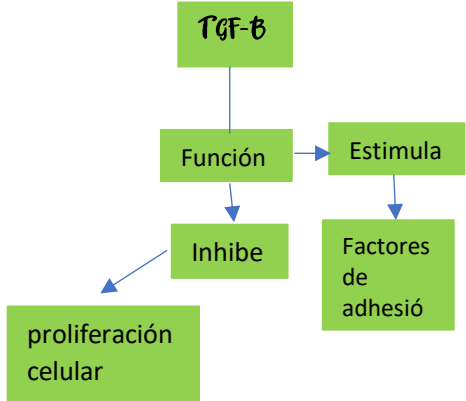 TGF-B
Función
Estimula
Inhibe
Factores
de
adhesió
proliferación
celular